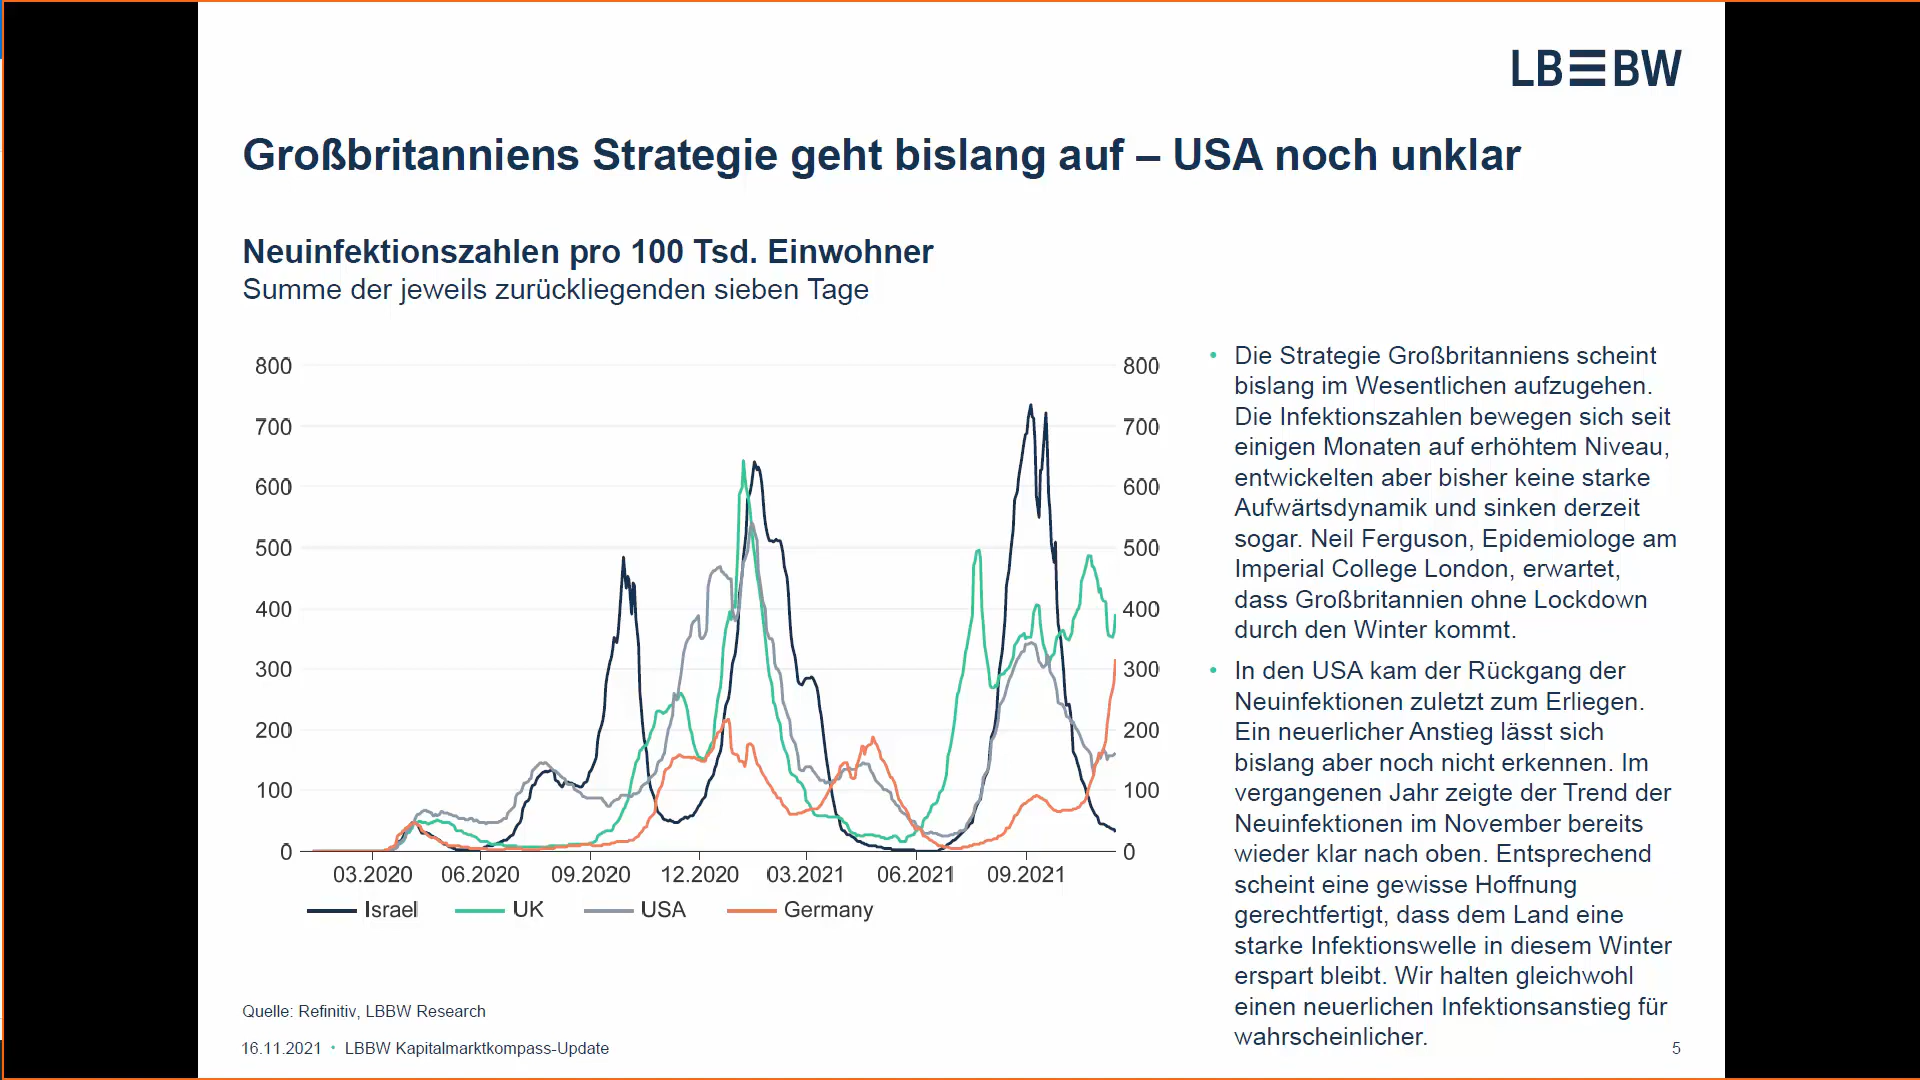 LBBW
Großbritanniens Strategie geht bislang auf – USA noch unklar
Neuinfektionszahlen pro 100 Tsd. Einwohner
Summe der jeweils zurückliegenden sieben Tage
800
700
600
500
400
300
200
100
0
800
700
600
500
400
300
200
100
0
03.2020 06.2020 09.2020 12.2020 03.2021 06.2021 09.2021
Israel UK USA Germany
• Die Strategie Großbritanniens scheint
bislang im Wesentlichen aufzugehen.
Die Infektionszahlen bewegen sich seit
einigen Monaten auf erhöhtem Niveau,
entwickelten aber bisher keine starke
Aufwärtsdynamik und sinken derzeit
sogar. Neil Ferguson, Epidemiologe am
Imperial College London, erwartet,
dass Großbritannien ohne Lockdown
durch den Winter kommt.
• In den USA kam der Rückgang der
Neuinfektionen zuletzt zum Erliegen.
Ein neuerlicher Anstieg lässt sich
bislang aber noch nicht erkennen. Im
vergangenen Jahr zeigte der Trend der
Neuinfektionen im November bereits
wieder klar nach oben. Entsprechend
scheint eine gewisse Hoffnung
gerechtfertigt, dass dem Land eine
starke Infektionswelle in diesem Winter
erspart bleibt. Wir halten gleichwohl
einen neuerlichen Infektionsanstieg für
wahrscheinlicher.
Quelle: Refinitiv, LBBW Research
16.11.2021 • LBBW Kapitalmarktkompass-Update
5